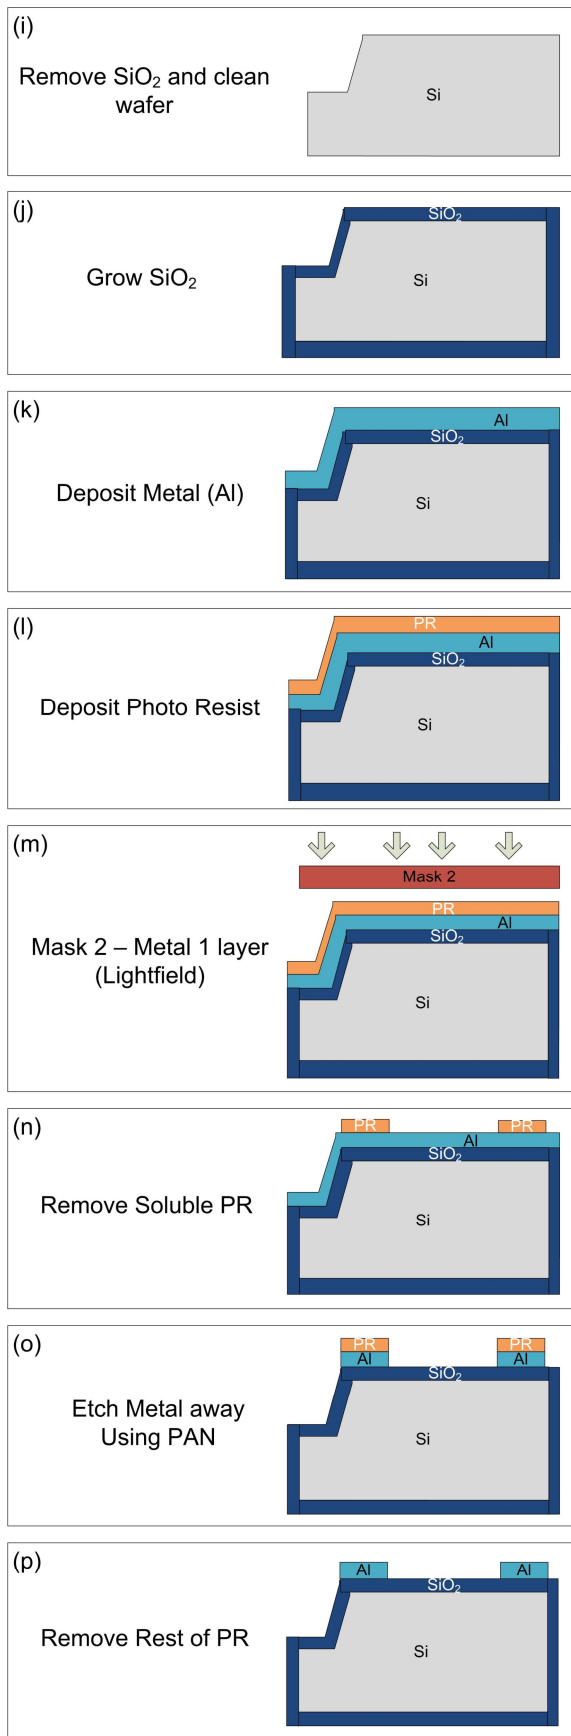 (i)
Remove SiO₂ and clean
wafer
Si
(j)
SiO₂
Grow SiO₂
Si
(k)
Al
SiO₂
Deposit Metal (Al)
Si
(l)
PR
Al
SiO₂
Deposit Photo Resist
Si
(m)
Mask 2
PR
Al
SiO₂
Mask 2 – Metal 1 layer
(Lightfield)
Si
(n)
PR PR
Al
SiO₂
Remove Soluble PR
Si
(o)
PR PR
Al Al
SiO₂
Etch Metal away
Using PAN
Si
(p)
Al Al
SiO₂
Remove Rest of PR
Si